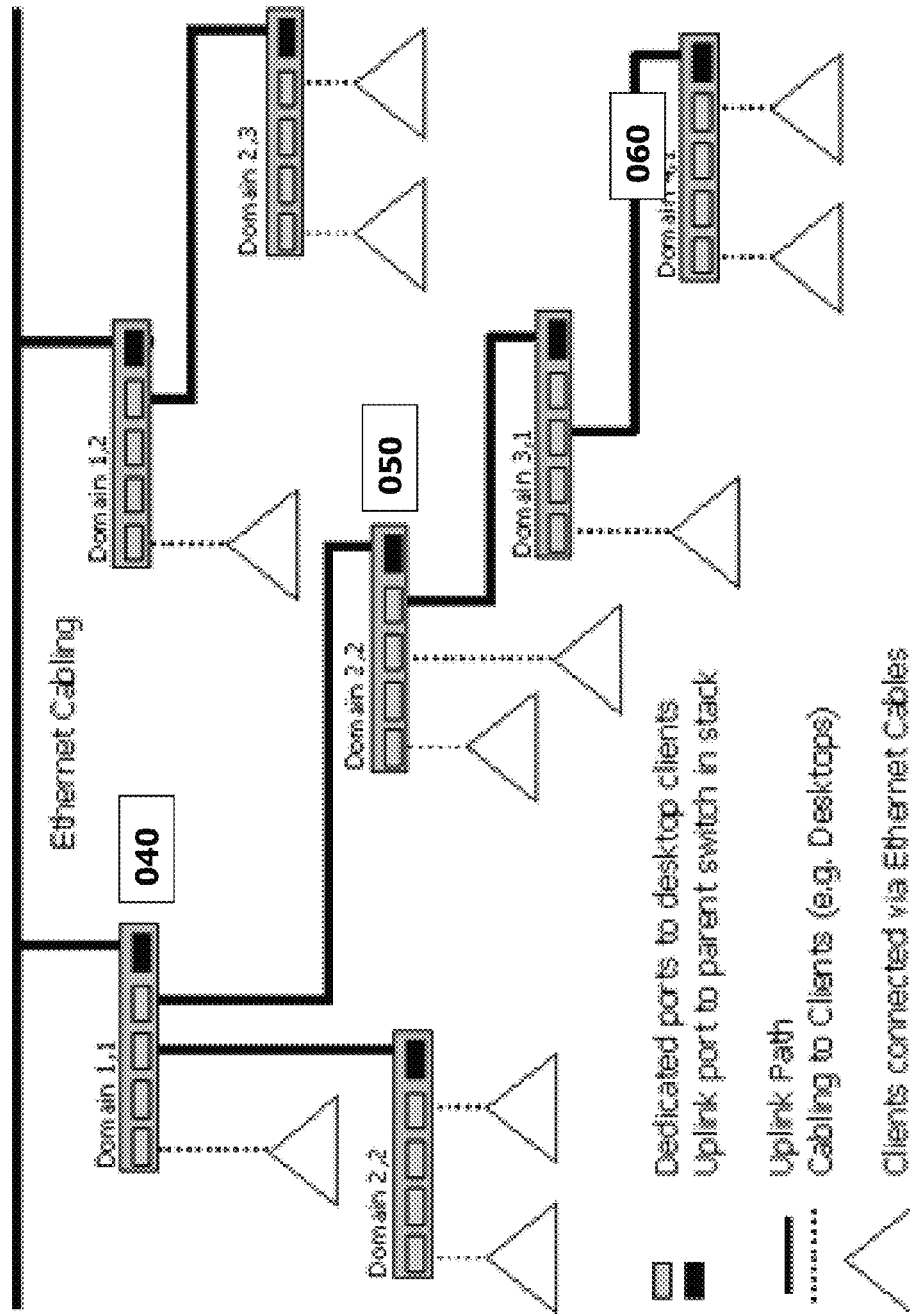 Ethernet Cabling
Domain 1,1
040
Domain 1,2
Domain 2,2
Domain 2,2
050
Domain 2,3
Domain 3,1
Domain
060
Dedicated ports to desktop clients
Uplink port to parent switch in stack
Uplink Path
Cabling to Clients (e.g. Desktops)
Clients connected via Ethernet Cables